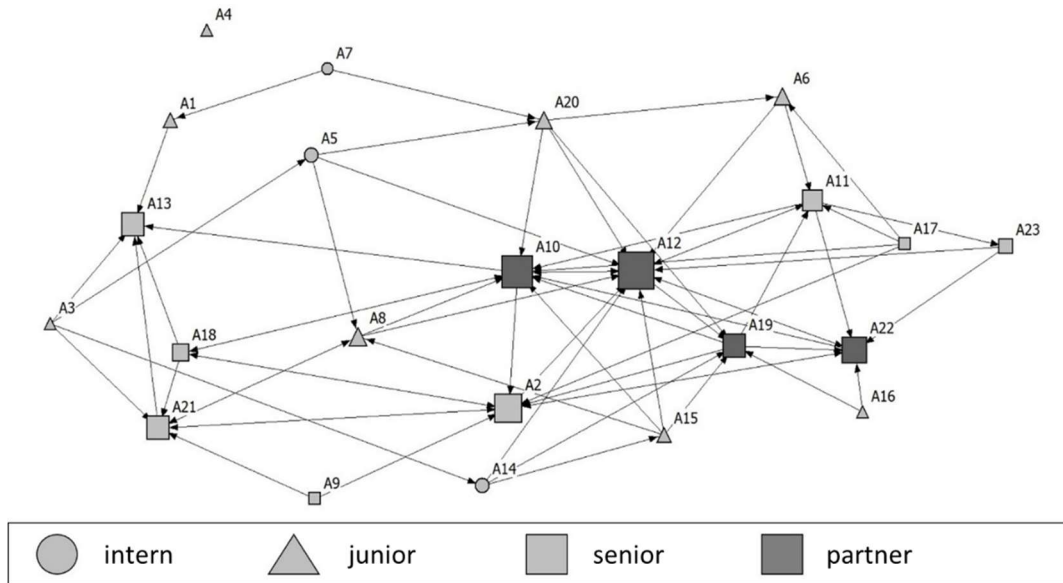 A4
A7
A6
A1
A20
A5
A13
A11
A17
A23
A10
A12
A3
A18
A8
A19
A22
A21
A2
A16
A15
A14
A9
intern junior senior partner